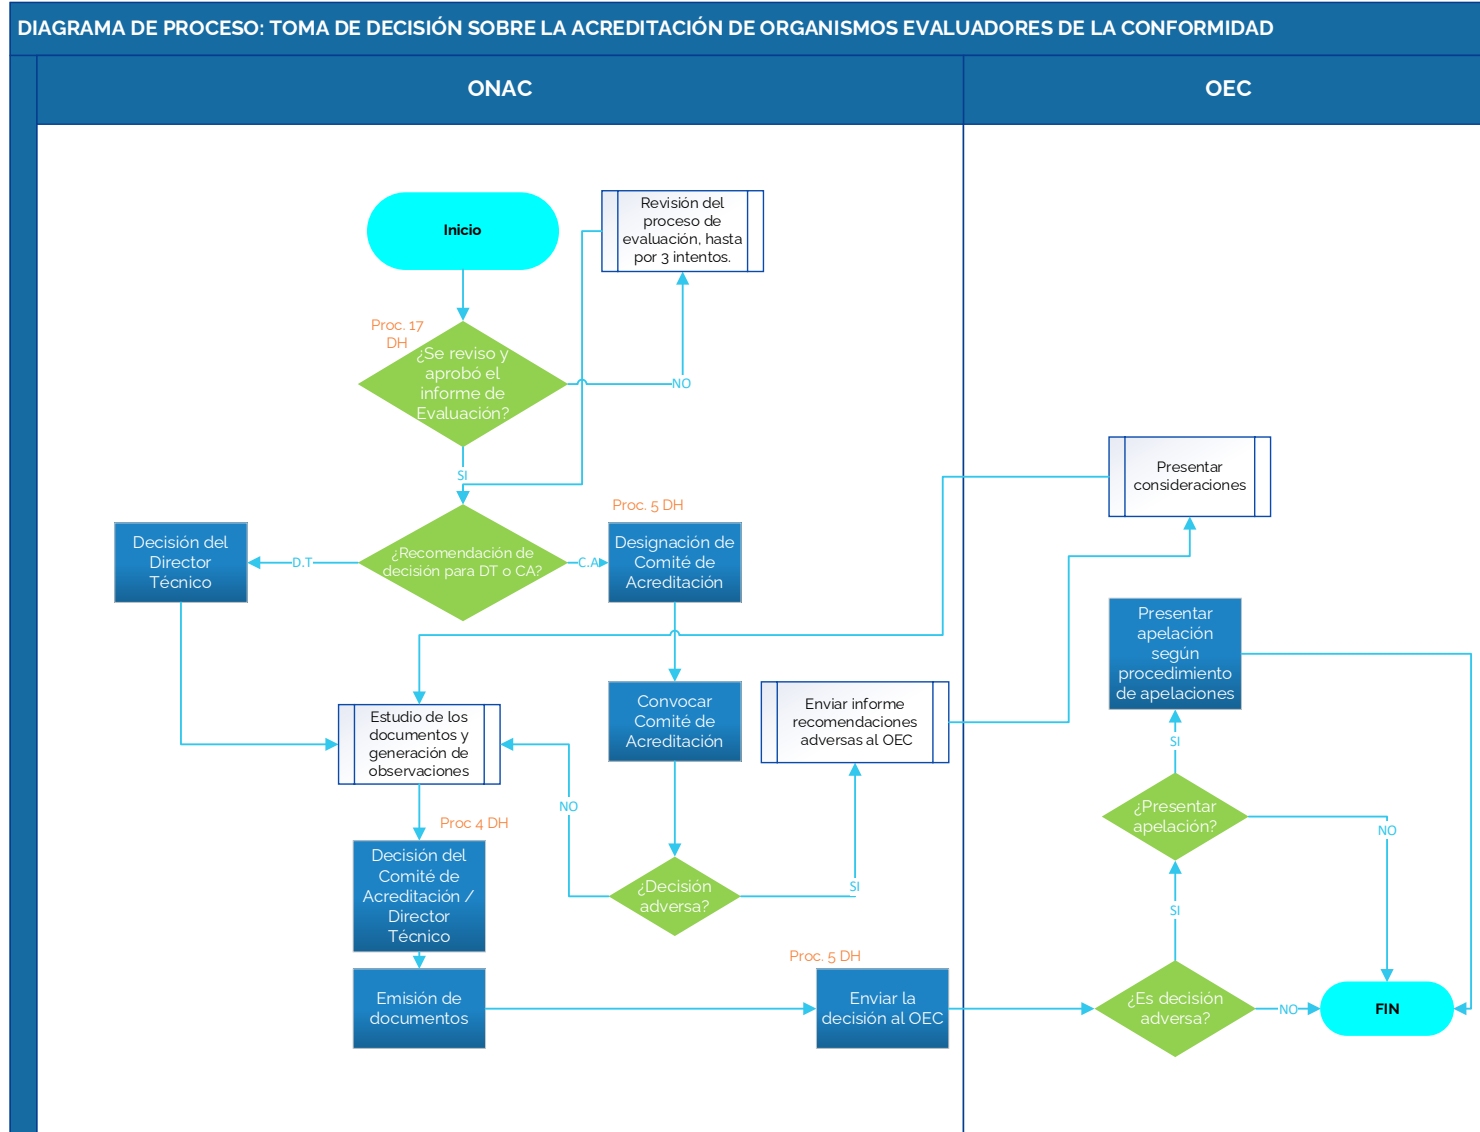 DIAGRAMA DE PROCESO: TOMA DE DECISIÓN SOBRE LA ACREDITACIÓN DE ORGANISMOS EVALUADORES DE LA CONFORMIDAD
ONAC
OEC
Inicio
Revisión del
proceso de
evaluación, hasta
por 3 intentos.
Proc. 17
DH
¿Se reviso y
aprobó el
informe de
Evaluación?
NO
SI
Presentar
consideraciones
Proc. 5 DH
Decisión del
Director
Técnico
D.T
¿Recomendación de
decisión para DT o CA?
C.A
Designación de
Comité de
Acreditación
Presentar
apelación
según
procedimiento
de apelaciones
Estudio de los
documentos y
generación de
observaciones
Convocar
Comité de
Acreditación
Enviar informe
recomendaciones
adversas al OEC
SI
NO
Proc 4 DH
¿Presentar
apelación?
NO
Decisión del
Comité de
Acreditación /
Director
Técnico
¿Decisión
adversa?
SI
SI
Proc. 5 DH
Emisión de
documentos
Enviar la
decisión al OEC
¿Es decisión
adversa?
NO
FIN